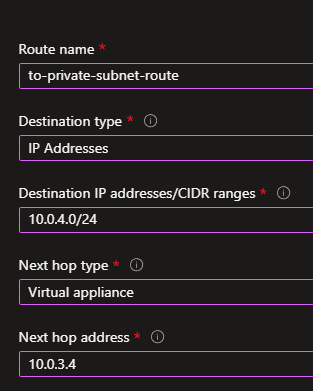 Route name *
to-private-subnet-route
Destination type *
IP Addresses
Destination IP addresses/CIDR ranges *
10.0.4.0/24
Next hop type *
Virtual appliance
Next hop address *
10.0.3.4